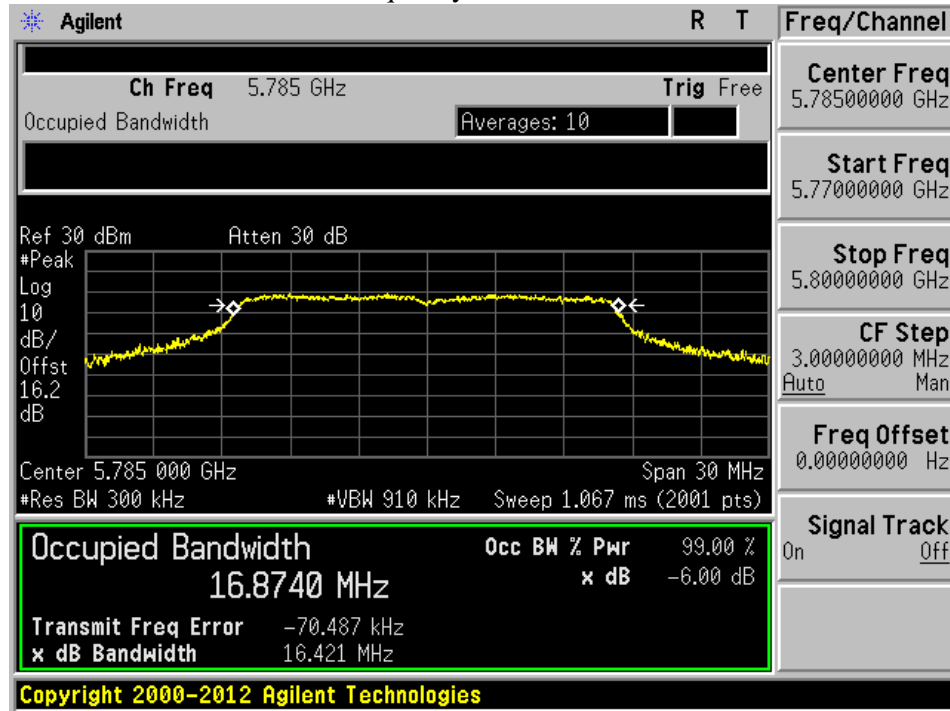 Agilent R T
Ch Freq 5.785 GHz Trig Free
Occupied Bandwidth Averages: 10
Ref 30 dBm Atten 30 dB
#Peak
Log
10
dB/
Offst
16.2
dB
Center 5.785 000 GHz Span 30 MHz
#Res BW 300 kHz #VBW 910 kHz Sweep 1.067 ms (2001 pts)
Occupied Bandwidth Occ BW % Pwr 99.00 %
16.8740 MHz x dB -6.00 dB
Transmit Freq Error -70.487 kHz
x dB Bandwidth 16.421 MHz
Copyright 2000-2012 Agilent Technologies
Freq/Channel
Center Freq
5.78500000 GHz
Start Freq
5.77000000 GHz
Stop Freq
5.80000000 GHz
CF Step
3.00000000 MHz
Auto Man
Freq Offset
0.00000000 Hz
Signal Track
On Off